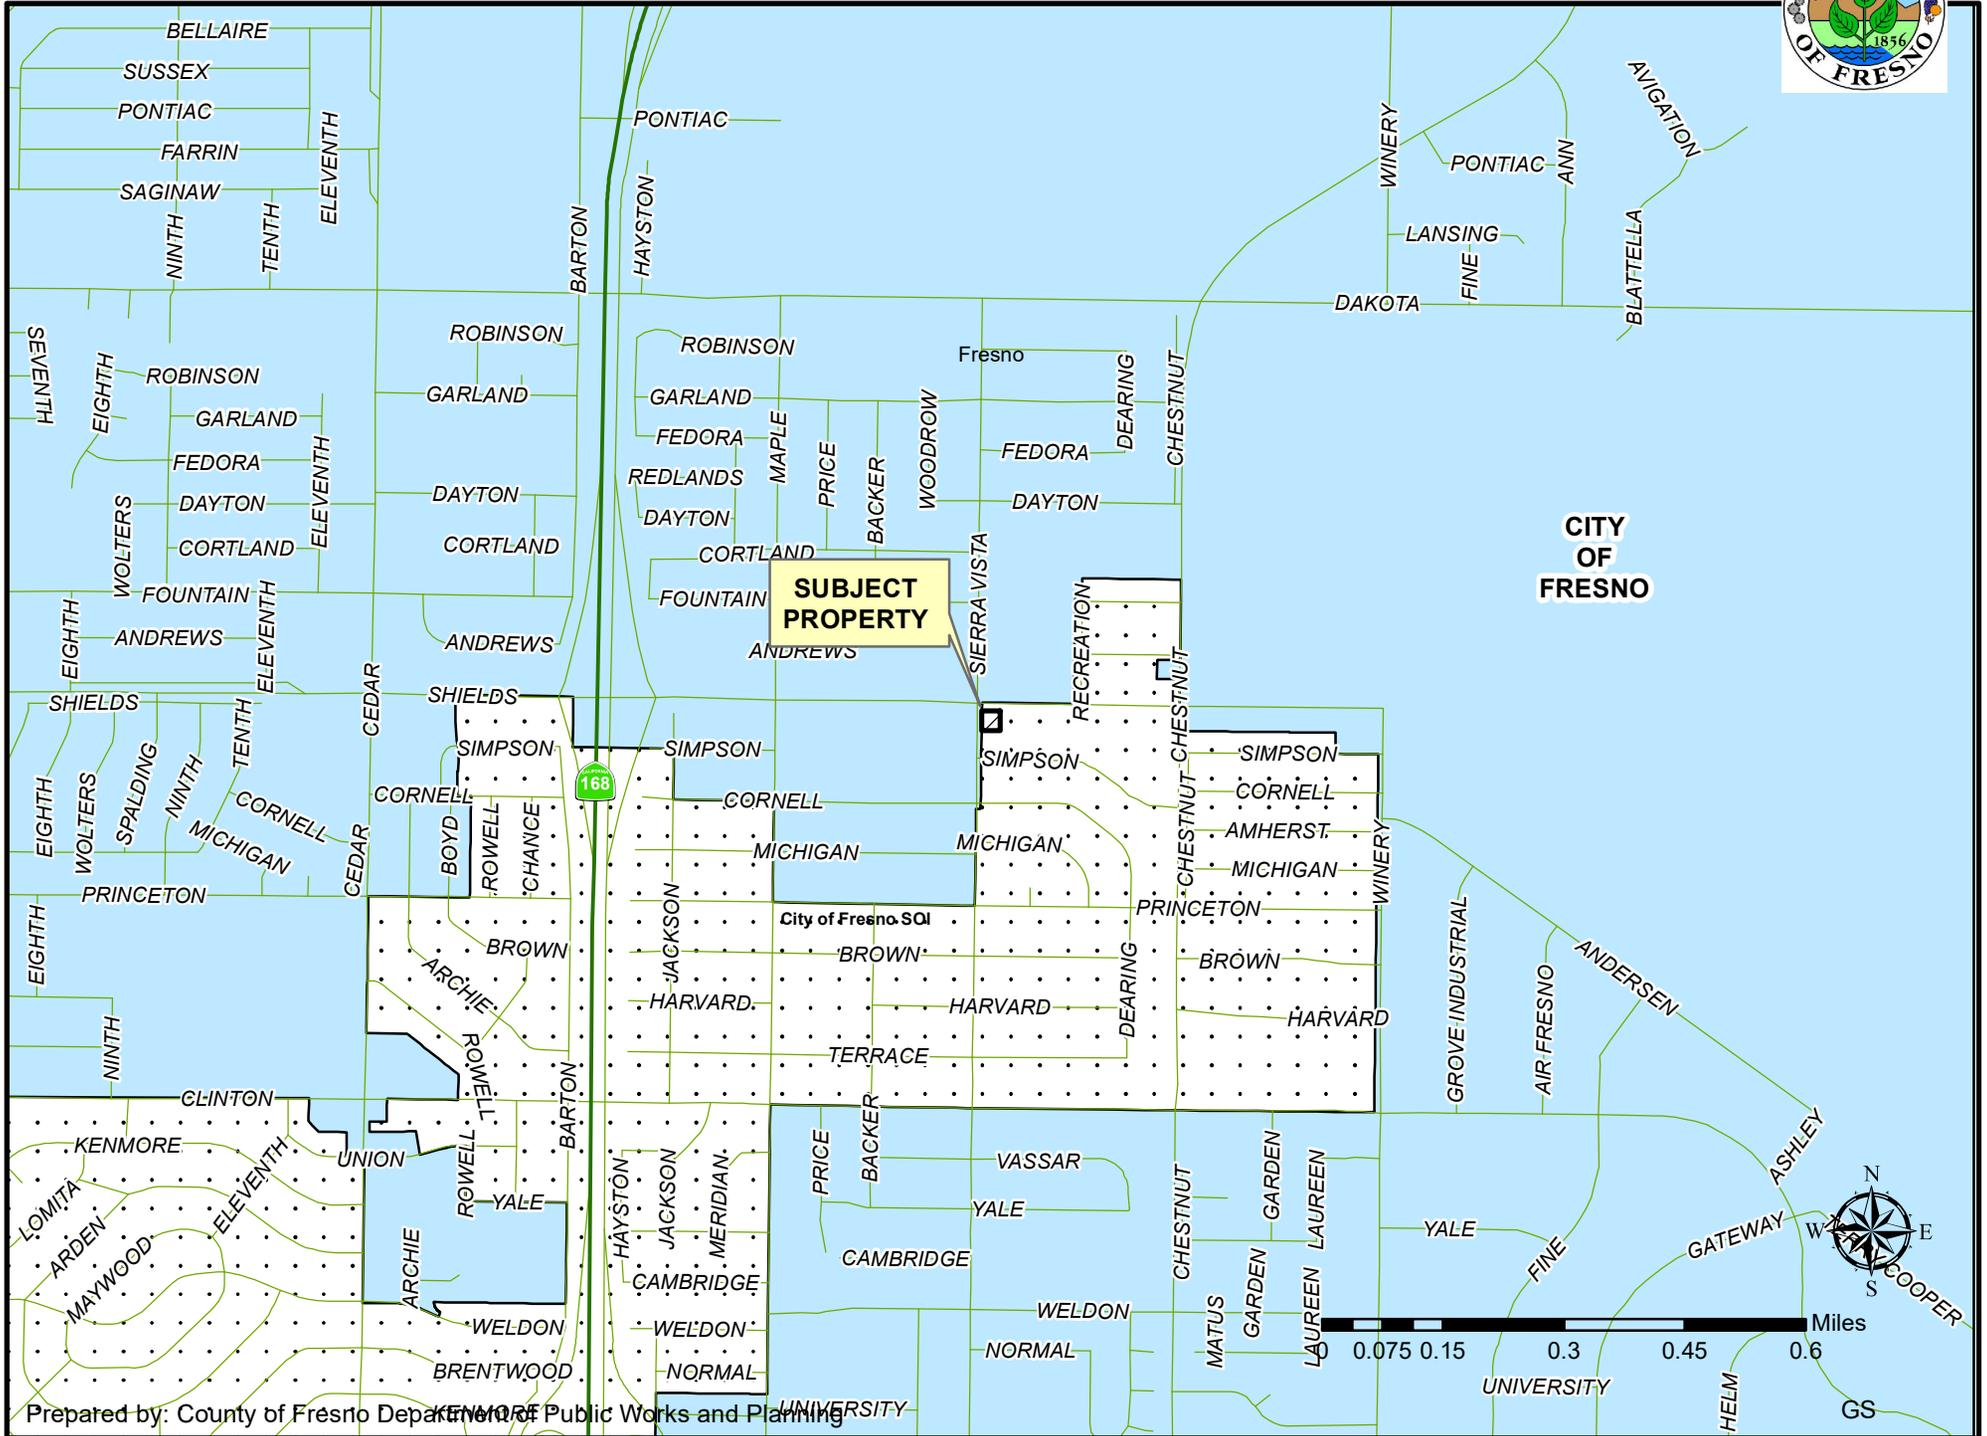 BELLAIRE
SUSSEX
PONTIAC
FARRIN
SAGINAW
NINTH
TENTH
ELEVENTH
BARTON
HAYSTON
PONTIAC
WINERY
PONTIAC
ANN
AVIGATION
LANSING
FINE
BLATTELLA
DAKOTA
1856
OF FRESNO
SEVENTH
EIGHTH
ROBINSON
GARLAND
FEDORA
DAYTON
CORTLAND
WOLTERS
ELEVENTH
FOUNTAIN
ANDREWS
EIGHTH
ELEVENTH
ROBINSON
GARLAND
DAYTON
CORTLAND
ANDREWS
ROBINSON
GARLAND
FEDORA
REDLANDS
DAYTON
CORTLAND
FOUNTAIN
ANDREWS
MAPLE
PRICE
BACKER
WOODROW
Fresno
DEARING
CHESTNUT
FEDORA
DAYTON
SIERRA VISTA
SUBJECT
PROPERTY
RECREATION
CHESTNUT
CITY
OF
FRESNO
SHIELDS
SHIELDS
CEDAR
TENTH
EIGHTH
WOLTERS
SPALDING
NINTH
CORNELL
MICHIGAN
PRINCETON
CEDAR
SIMPSON
CORNELL
BOYD
ROWELL
CHANCE
CALIFORNIA
168
SIMPSON
CORNELL
MICHIGAN
SIMPSON
MICHIGAN
CHESTNUT
SIMPSON
CORNELL
AMHERST
MICHIGAN
WINERY
PRINCETON
City of Fresno SOI
JACKSON
BROWN
ARCHIE
BROWN
BROWN
HARVARD
HARVARD
HARVARD
DEARING
TERRACE
ROWELL
BARTON
EIGHTH
NINTH
CLINTON
GROVE INDUSTRIAL
AIR FRESNO
ANDERSEN
KENMORE
ELEVENTH
UNION
LOMITA
ARDEN
MAYWOOD
ROWELL
YALE
ARCHIE
HAYSTON
JACKSON
MERIDIAN
CAMBRIDGE
PRICE
BACKER
VASSAR
YALE
CAMBRIDGE
CHESTNUT
GARDEN
LAUREEN
YALE
FINE
ASHLEY
GATEWAY
COOPER
N
W
E
S
WELDON
BRENTWOOD
WELDON
NORMAL
WELDON
NORMAL
MATUS
GARDEN
LAUREEN
Miles
0 0.075 0.15 0.3 0.45 0.6
KENMORE
UNIVERSITY
UNIVERSITY
HELM
Prepared by: County of Fresno Department of Public Works and Planning
GS